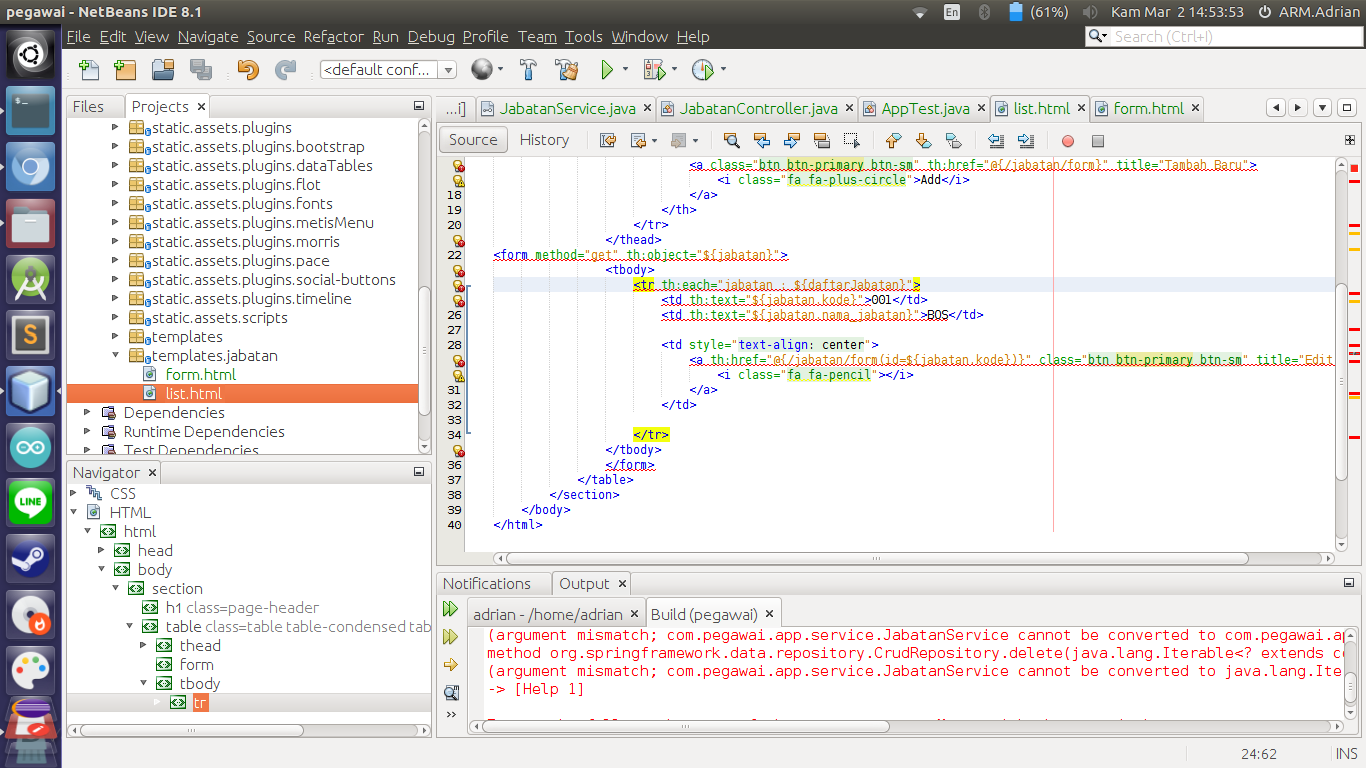 pegawai - NetBeans IDE 8.1
En
(61%)
Kam Mar 2 14:53:53
ARM.Adrian
File Edit View Navigate Source Refactor Run Debug Profile Team Tools Window Help
Search (Ctrl+I)
<default conf...
Files
Projects
static.assets.plugins
static.assets.plugins.bootstrap
static.assets.plugins.dataTables
static.assets.plugins.flot
static.assets.plugins.fonts
static.assets.plugins.metisMenu
static.assets.plugins.morris
static.assets.plugins.pace
static.assets.plugins.social-buttons
static.assets.plugins.timeline
static.assets.scripts
templates
templates.jabatan
form.html
list.html
Dependencies
Runtime Dependencies
Test Dependencies
Navigator
CSS
HTML
html
head
body
section
h1 class=page-header
table class=table table-condensed tab
thead
form
tbody
tr
...i]
JabatanService.java
JabatanController.java
AppTest.java
list.html
form.html
Source
History
<a class="btn btn-primary btn-sm" th:href="@{/jabatan/form}" title="Tambah Baru">
<i class="fa fa-plus-circle">Add</i>
18 </a>
19 </th>
20 </tr>
</thead>
22 <form method="get" th:object="${jabatan}">
<tbody>
<tr th:each="jabatan : ${daftarJabatan}">
<td th:text="${jabatan.kode}">001</td>
26 <td th:text="${jabatan.nama_jabatan}">BOS</td>
27
28 <td style="text-align: center">
<a th:href="@{/jabatan/form(id=${jabatan.kode})}" class="btn btn-primary btn-sm" title="Edit
<i class="fa fa-pencil"></i>
31 </a>
32 </td>
33
34 </tr>
</tbody>
36 </form>
37 </table>
38 </section>
39 </body>
40 </html>
Notifications
Output
adrian - /home/adrian
Build (pegawai)
(argument mismatch; com.pegawai.app.service.JabatanService cannot be converted to com.pegawai.ap
method org.springframework.data.repository.CrudRepository.delete(java.lang.Iterable<? extends co
(argument mismatch; com.pegawai.app.service.JabatanService cannot be converted to java.lang.Iter
-> [Help 1]
24:62
INS
LINE